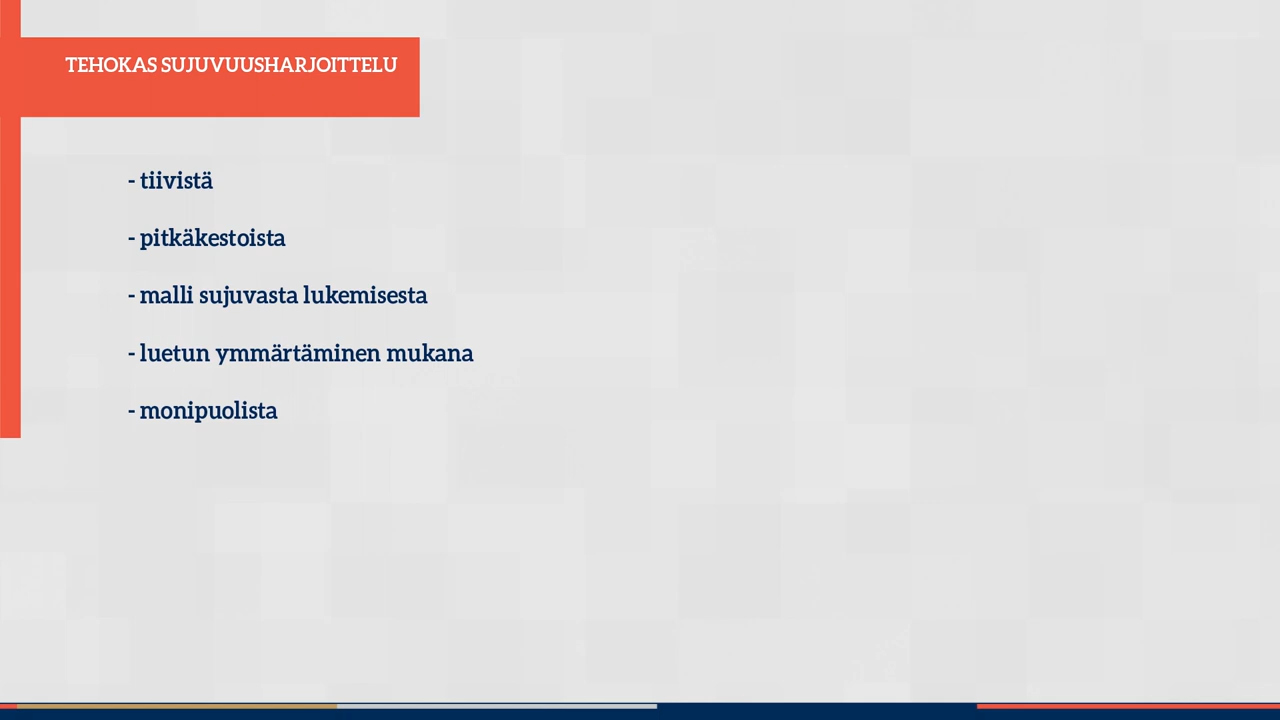 TEHOKAS SUJUVUUSHARJOITTELU
- tiivistä
- pitkäkestoista
- malli sujuvasta lukemisesta
- luetun ymmärtäminen mukana
- monipuolista